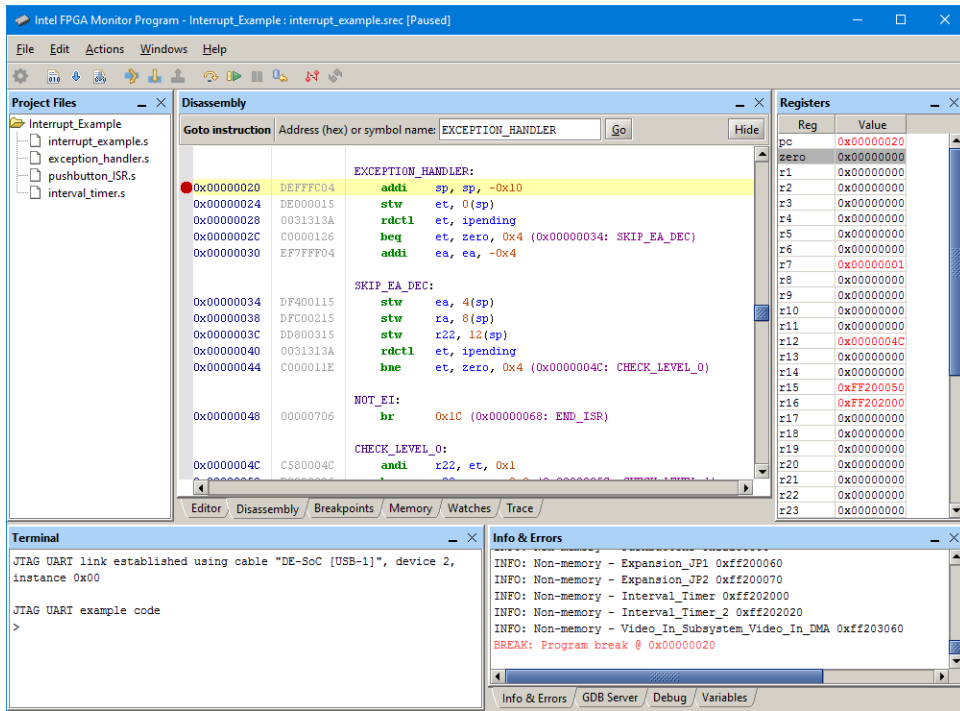 Intel FPGA Monitor Program - Interrupt_Example : interrupt_example.srec [Paused]
File Edit Actions Windows Help
Project Files
Interrupt_Example
interrupt_example.s
exception_handler.s
pushbutton_ISR.s
interval_timer.s
Disassembly
Goto instruction Address (hex) or symbol name: EXCEPTION_HANDLER Go Hide
EXCEPTION_HANDLER:
0x00000020 DEFFFC04 addi sp, sp, -0x10
0x00000024 DE000015 stw et, 0(sp)
0x00000028 0031313A rdctl et, ipending
0x0000002C C0000126 beq et, zero, 0x4 (0x00000034: SKIP_EA_DEC)
0x00000030 EF7FFF04 addi ea, ea, -0x4
SKIP_EA_DEC:
0x00000034 DF400115 stw ea, 4(sp)
0x00000038 DFC00215 stw ra, 8(sp)
0x0000003C DD800315 stw r22, 12(sp)
0x00000040 0031313A rdctl et, ipending
0x00000044 C000011E bne et, zero, 0x4 (0x0000004C: CHECK_LEVEL_0)
NOT_EI:
0x00000048 00000706 br 0x1C (0x00000068: END_ISR)
CHECK_LEVEL_0:
0x0000004C C580004C andi r22, et, 0x1
Editor Disassembly Breakpoints Memory Watches Trace
Registers
Reg Value
pc 0x00000020
zero 0x00000000
r1 0x00000000
r2 0x00000000
r3 0x00000000
r4 0x00000000
r5 0x00000000
r6 0x00000000
r7 0x00000001
r8 0x00000000
r9 0x00000000
r10 0x00000000
r11 0x00000000
r12 0x0000004C
r13 0x00000000
r14 0x00000000
r15 0xFF200050
r16 0xFF202000
r17 0x00000000
r18 0x00000000
r19 0x00000000
r20 0x00000000
r21 0x00000000
r22 0x00000000
r23 0x00000000
Terminal
JTAG UART link established using cable "DE-SoC [USB-1]", device 2,
instance 0x00
JTAG UART example code
>
Info & Errors
INFO: Non-memory - Expansion_JP1 0xff200060
INFO: Non-memory - Expansion_JP2 0xff200070
INFO: Non-memory - Interval_Timer 0xff202000
INFO: Non-memory - Interval_Timer_2 0xff202020
INFO: Non-memory - Video_In_Subsystem_Video_In_DMA 0xff203060
BREAK: Program break @ 0x00000020
Info & Errors GDB Server Debug Variables